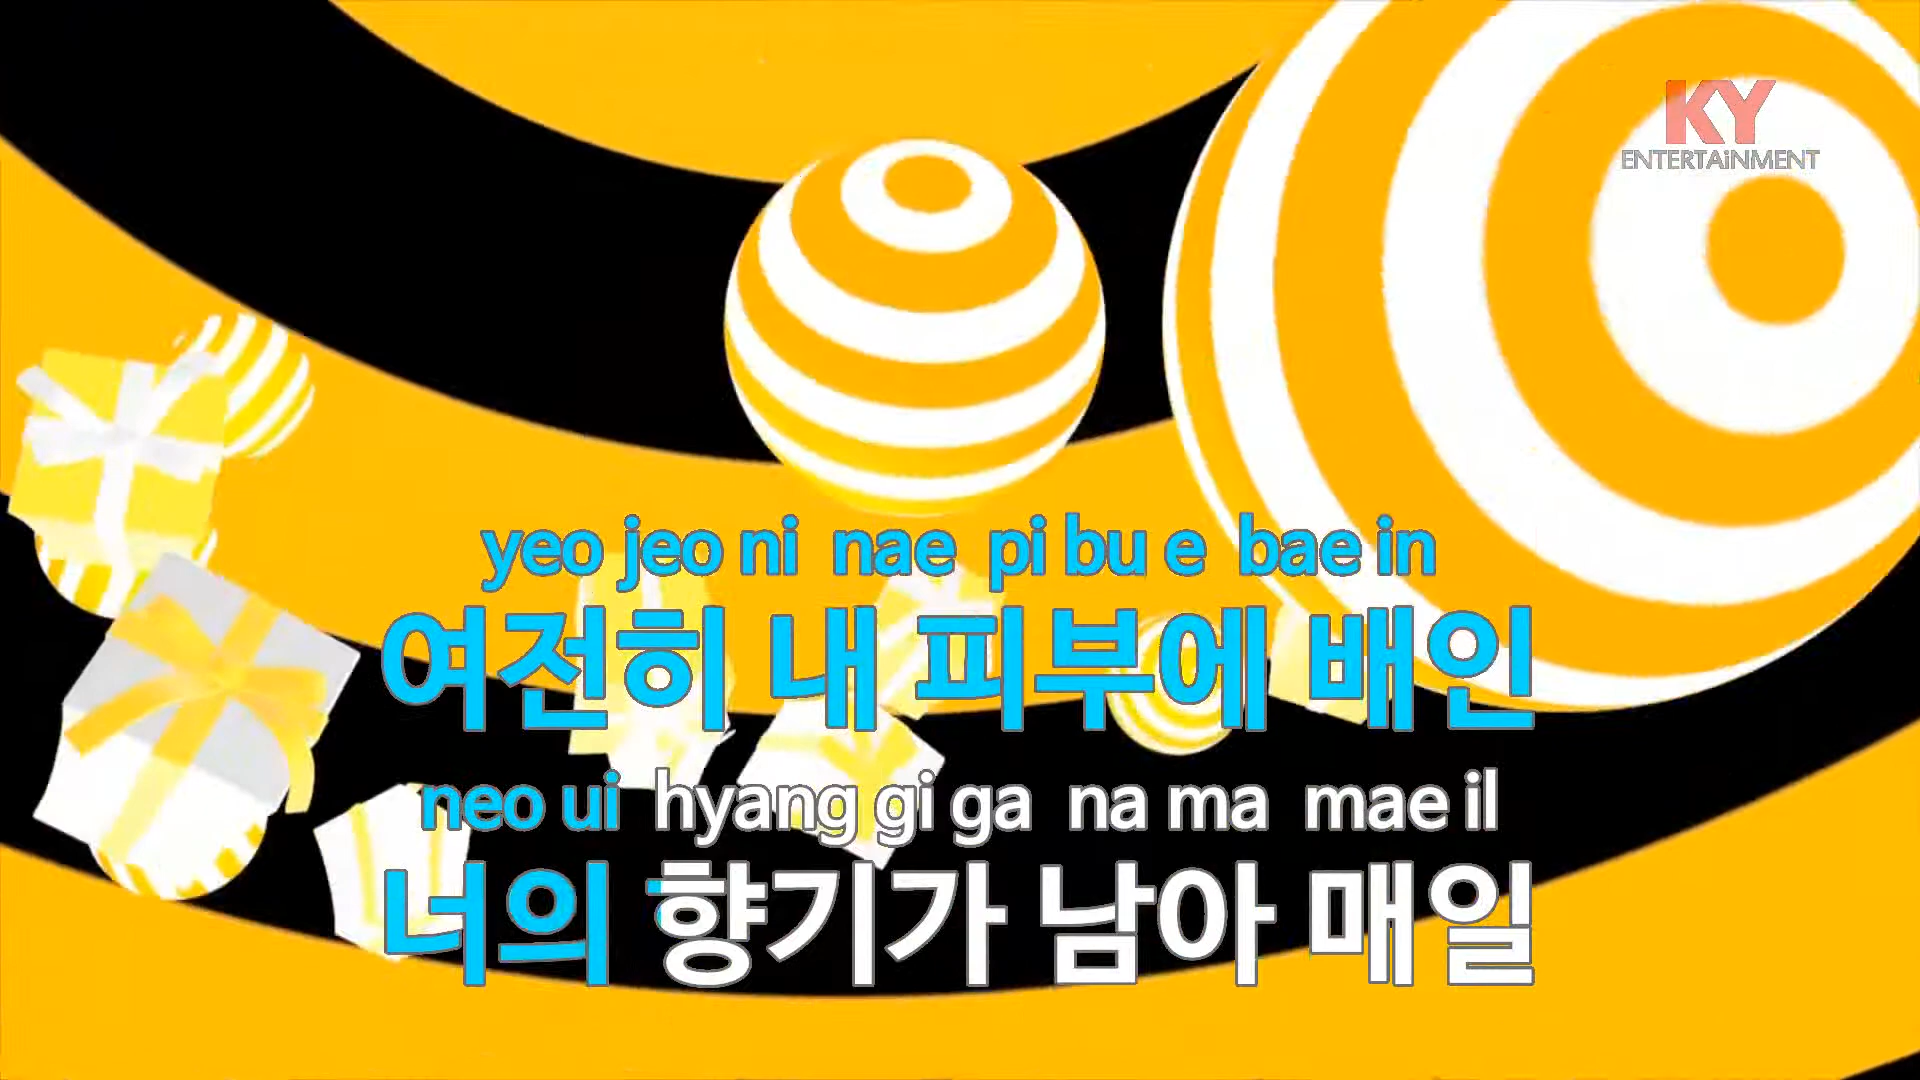 KY
ENTERTAiNMENT
yeo jeo ni nae pi bu e bae in
여전히 내 피부에 배인
neo ui hyang gi ga na ma mae il
너의 향기가 남아 매일